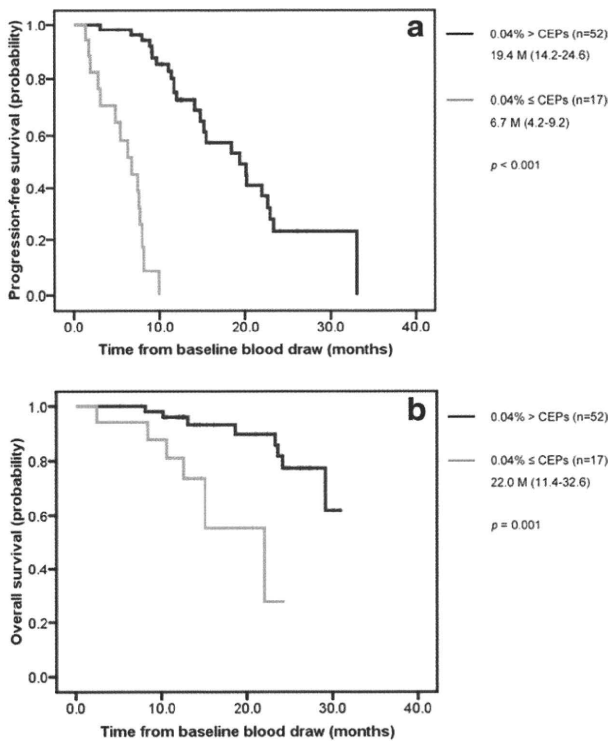 a
Progression-free survival (probability)
1.0
0.8
0.6
0.4
0.2
0.0
0.0 10.0 20.0 30.0 40.0
Time from baseline blood draw (months)
0.04% > CEPs (n=52)
19.4 M (14.2-24.6)
0.04% ≤ CEPs (n=17)
6.7 M (4.2-9.2)
p < 0.001
b
Overall survival (probability)
1.0
0.8
0.6
0.4
0.2
0.0
0.0 10.0 20.0 30.0 40.0
Time from baseline blood draw (months)
0.04% > CEPs (n=52)
0.04% ≤ CEPs (n=17)
22.0 M (11.4-32.6)
p = 0.001